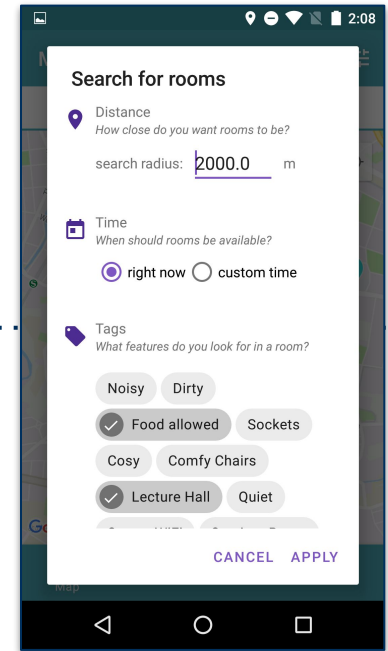 2:08
Search for rooms
Distance
How close do you want rooms to be?
search radius: 2000.0 m
Time
When should rooms be available?
right now custom time
Tags
What features do you look for in a room?
Noisy Dirty
Food allowed Sockets
Cosy Comfy Chairs
Lecture Hall Quiet
CANCEL APPLY
Map